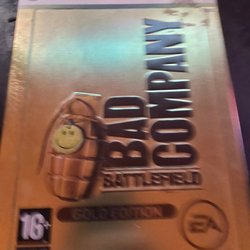 BAD
COMPANY
BATTLEFIELD
GOLD EDITION
16+
EA